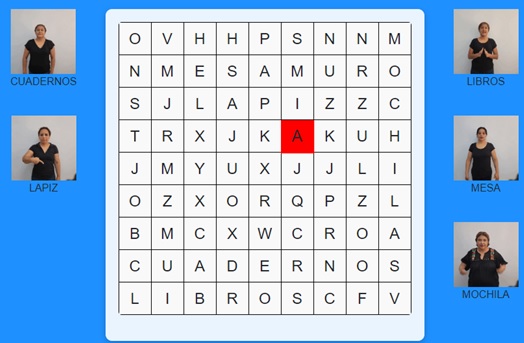 CUADERNOS
LAPIZ
O V H H P S N N M
N M E S A M U R O
S J L A P I Z Z C
T R X J K A K U H
J M Y U X J J L I
O Z X O R Q P Z L
B M C X W C R O A
C U A D E R N O S
L I B R O S C F V
LIBROS
MESA
MOCHILA